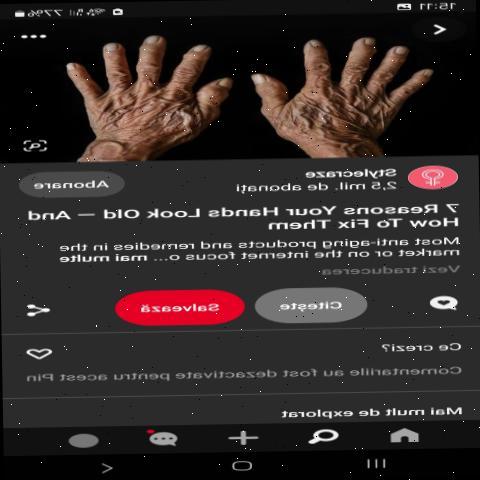 15:11 77%
Stylecraze
2,5 mil. de abonați
Abonare
7 Reasons Your Hands Look Old — And
How To Fix Them
Most anti-aging products and remedies in the
market or on the internet focus o... mai multe
Vezi traducerea
Citește Salvează
Ce crezi?
Comentariile au fost dezactivate pentru acest Pin
Mai mult de explorat